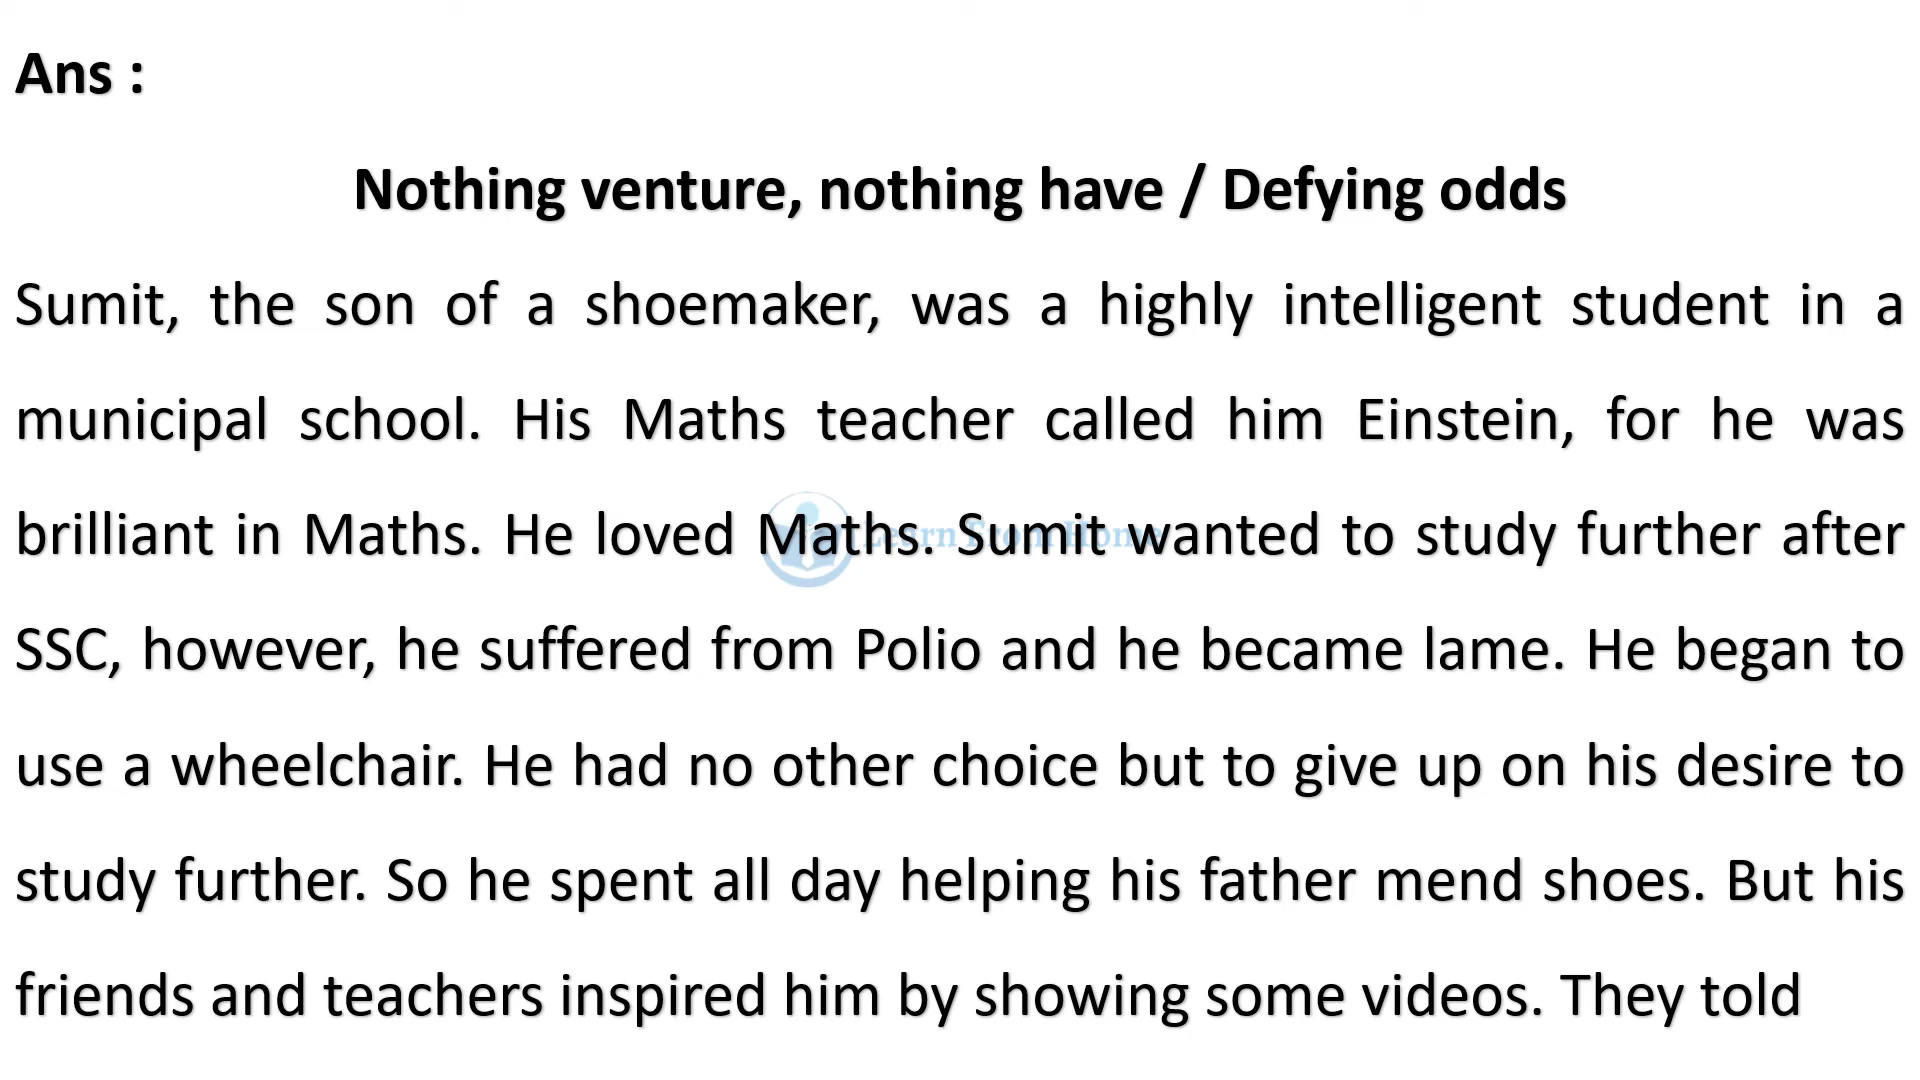 Ans :
Nothing venture, nothing have / Defying odds
Sumit, the son of a shoemaker, was a highly intelligent student in a
municipal school. His Maths teacher called him Einstein, for he was
brilliant in Maths. He loved Maths. Sumit wanted to study further after
Learn From Home
SSC, however, he suffered from Polio and he became lame. He began to
use a wheelchair. He had no other choice but to give up on his desire to
study further. So he spent all day helping his father mend shoes. But his
friends and teachers inspired him by showing some videos. They told